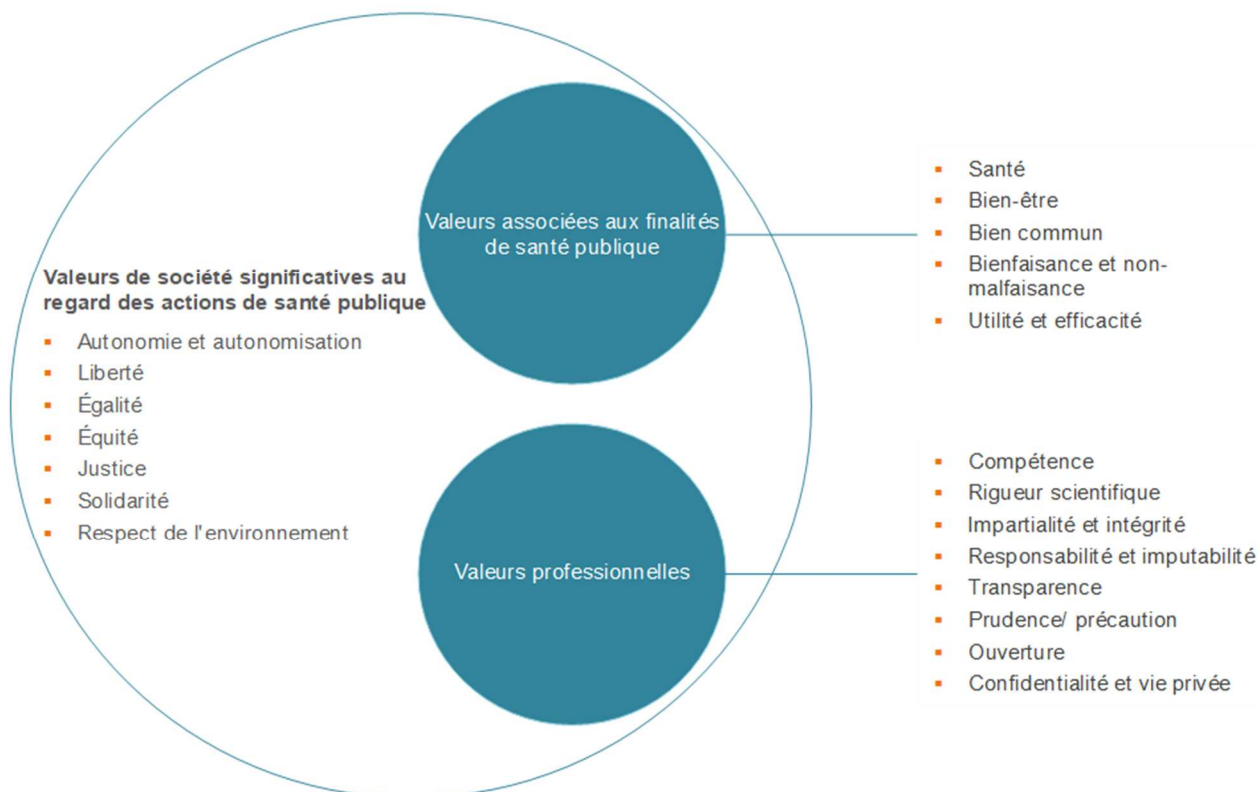 Valeurs de société significatives au
regard des actions de santé publique
Autonomie et autonomisation
Liberté
Égalité
Équité
Justice
Solidarité
Respect de l'environnement
Valeurs associées aux finalités
de santé publique
Santé
Bien-être
Bien commun
Bienfaisance et non-
malfaisance
Utilité et efficacité
Valeurs professionnelles
Compétence
Rigueur scientifique
Impartialité et intégrité
Responsabilité et imputabilité
Transparence
Prudence/ précaution
Ouverture
Confidentialité et vie privée